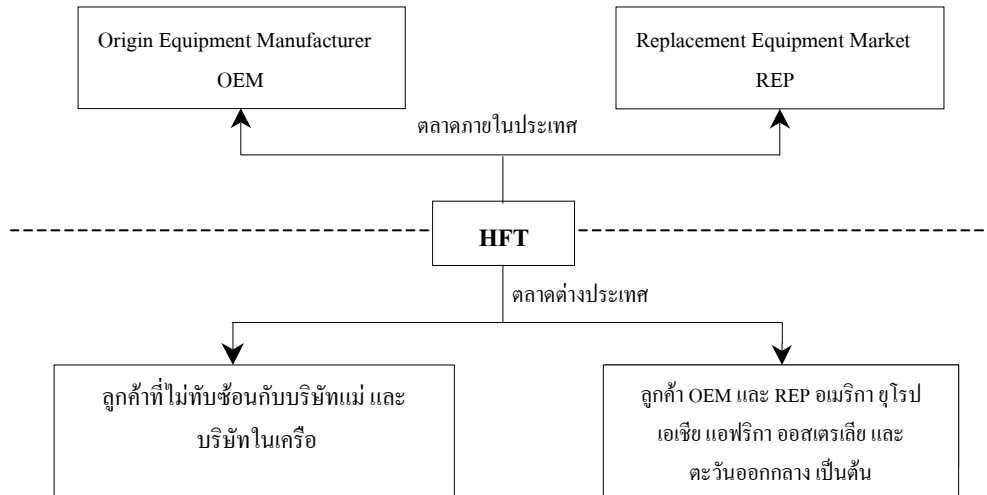 Origin Equipment Manufacturer
OEM
Replacement Equipment Market
REP
ตลาดภายในประเทศ
HFT
ตลาดต่างประเทศ
ลูกค้าที่ไม่ทับซ้อนกับบริษัทแม่ และ
บริษัทในเครือ
ลูกค้า OEM และ REP อเมริกา ยุโรป
เอเชีย แอฟริกา ออสเตรเลีย และ
ตะวันออกกลาง เป็นต้น